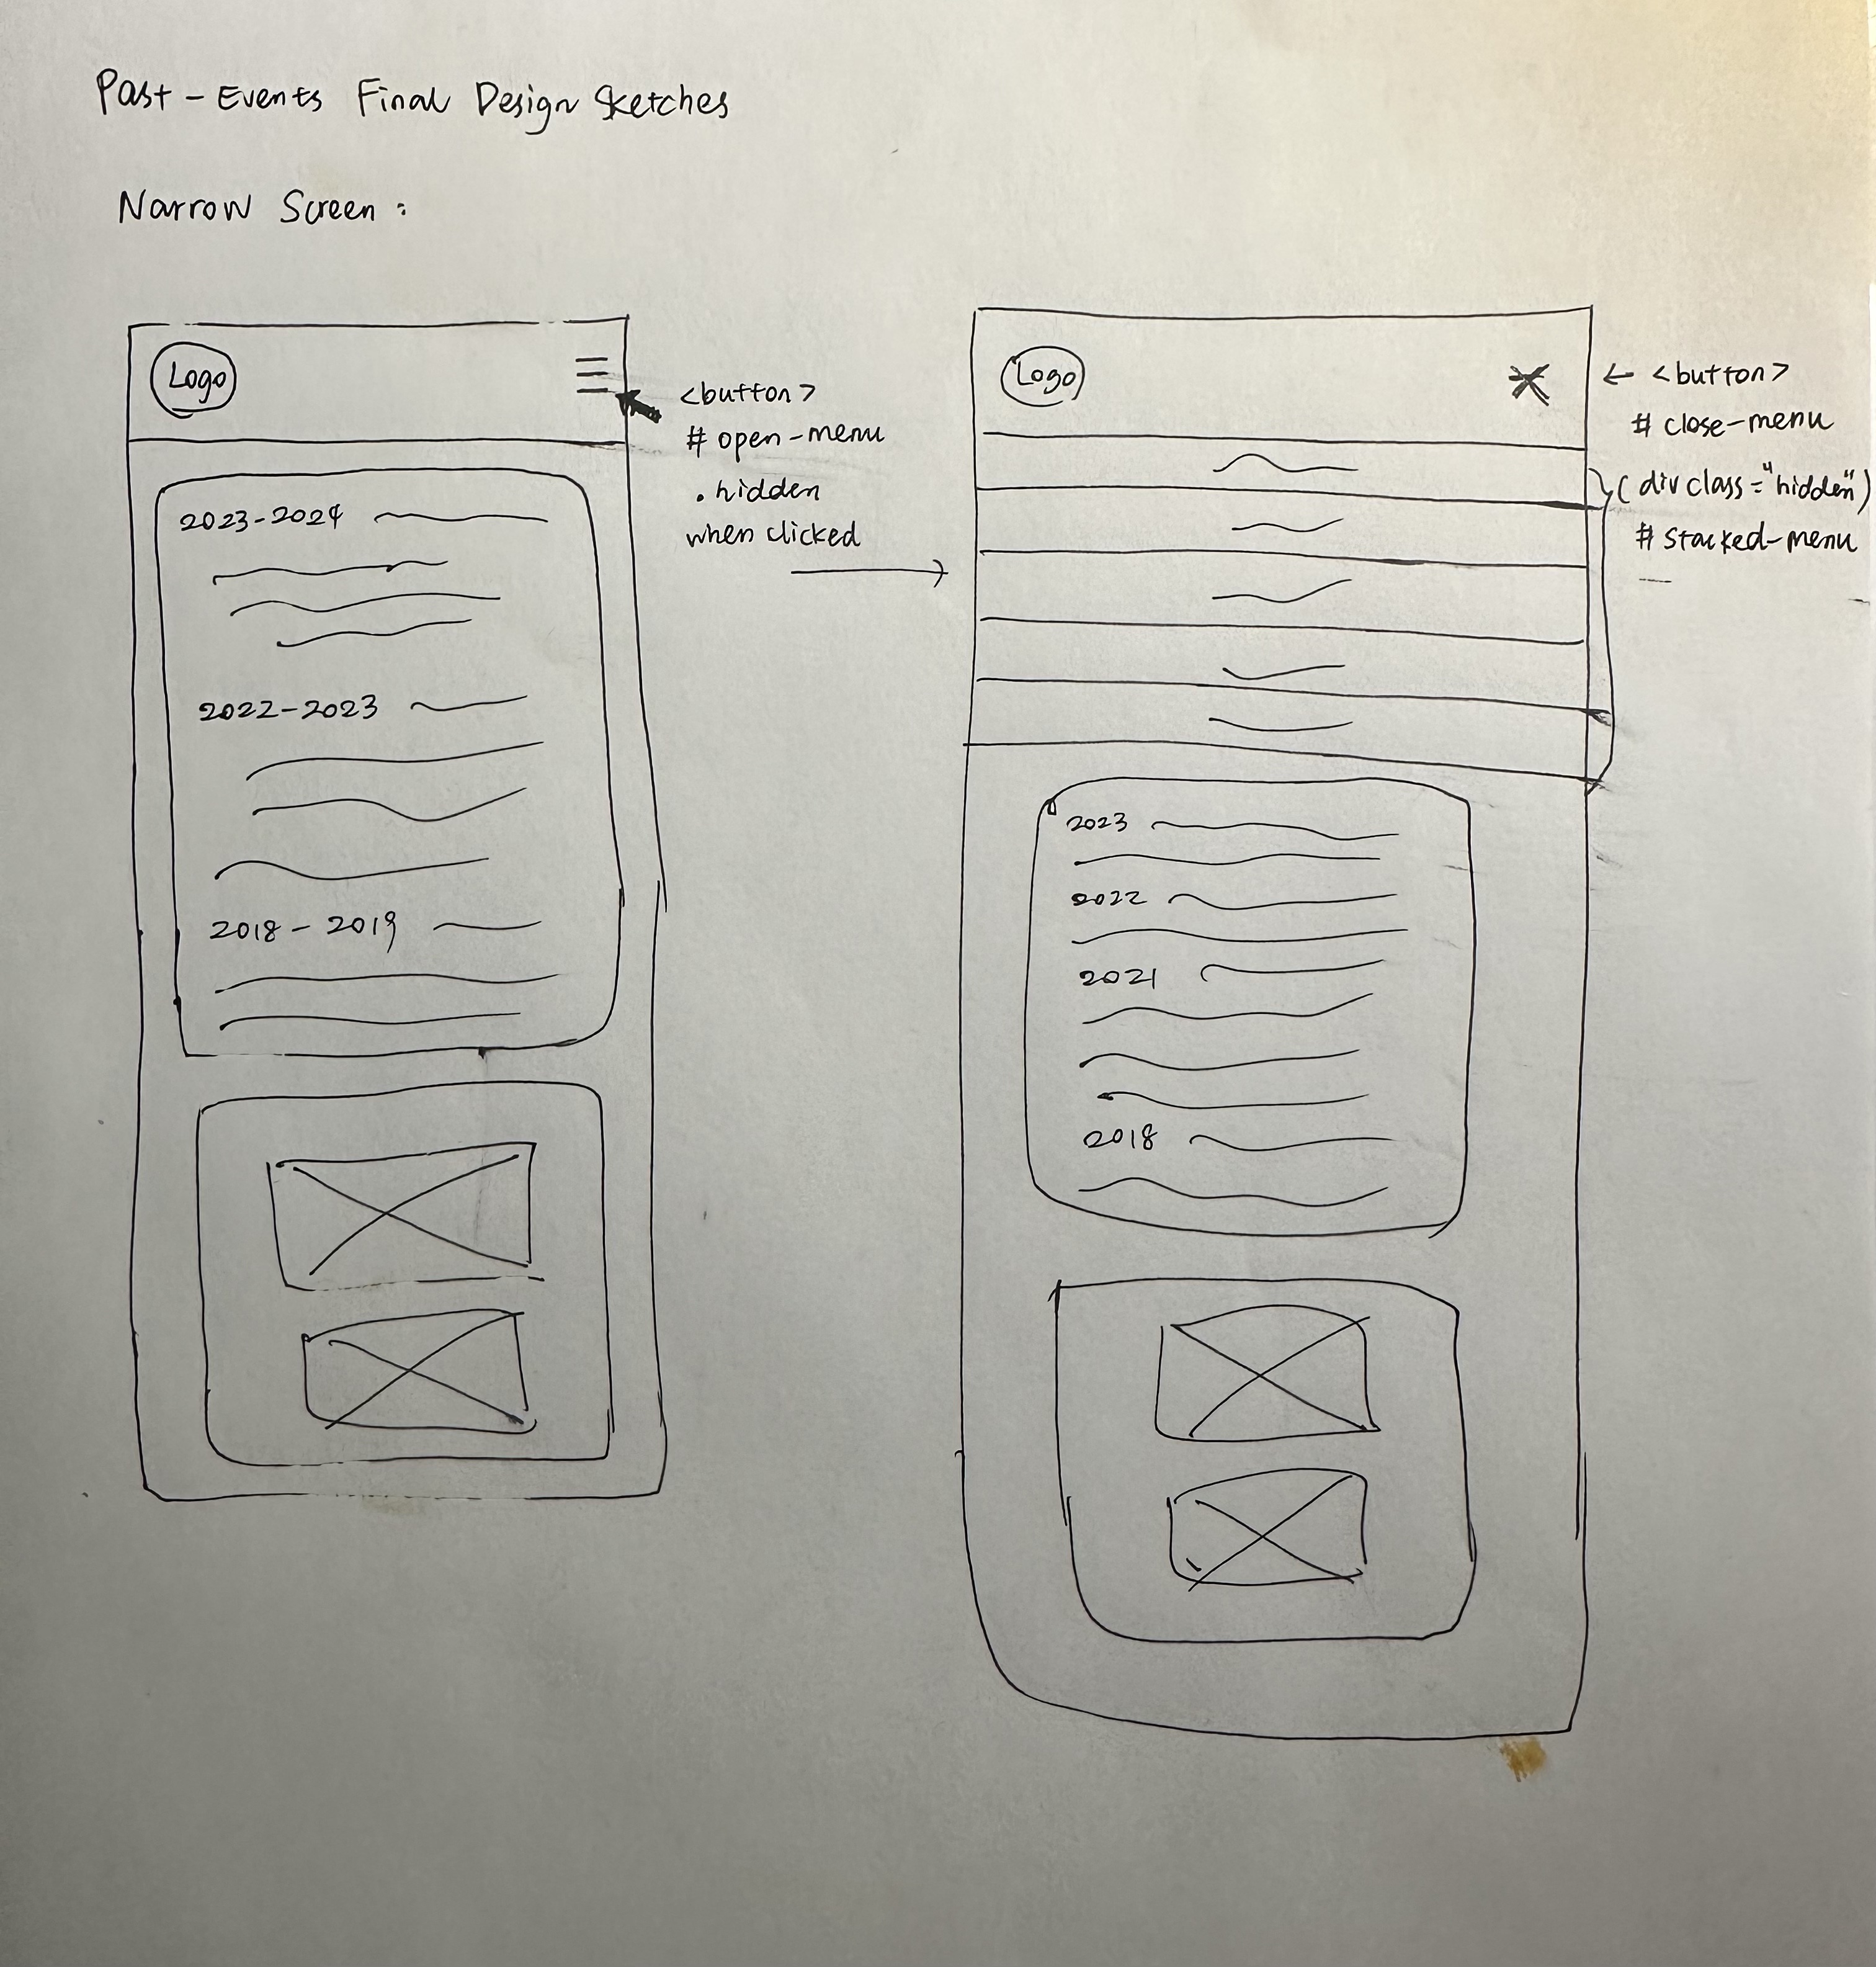 Past - Events Final Design Sketches
Narrow Screen :
Logo
<button>
# open-menu
. hidden
when clicked
2023-2024
2022-2023
2018 - 2019
Logo
← <button>
# close-menu
( div class = "hidden" )
# stacked-menu
2023
2022
2021
2018